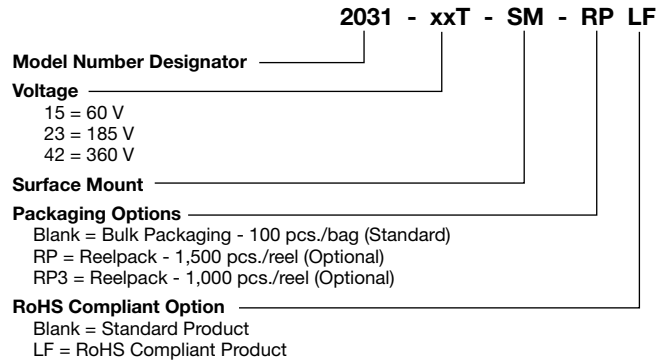 2031 - xxT - SM - RP LF
Model Number Designator
Voltage
15 = 60 V
23 = 185 V
42 = 360 V
Surface Mount
Packaging Options
Blank = Bulk Packaging - 100 pcs./bag (Standard)
RP = Reelpack - 1,500 pcs./reel (Optional)
RP3 = Reelpack - 1,000 pcs./reel (Optional)
RoHS Compliant Option
Blank = Standard Product
LF = RoHS Compliant Product